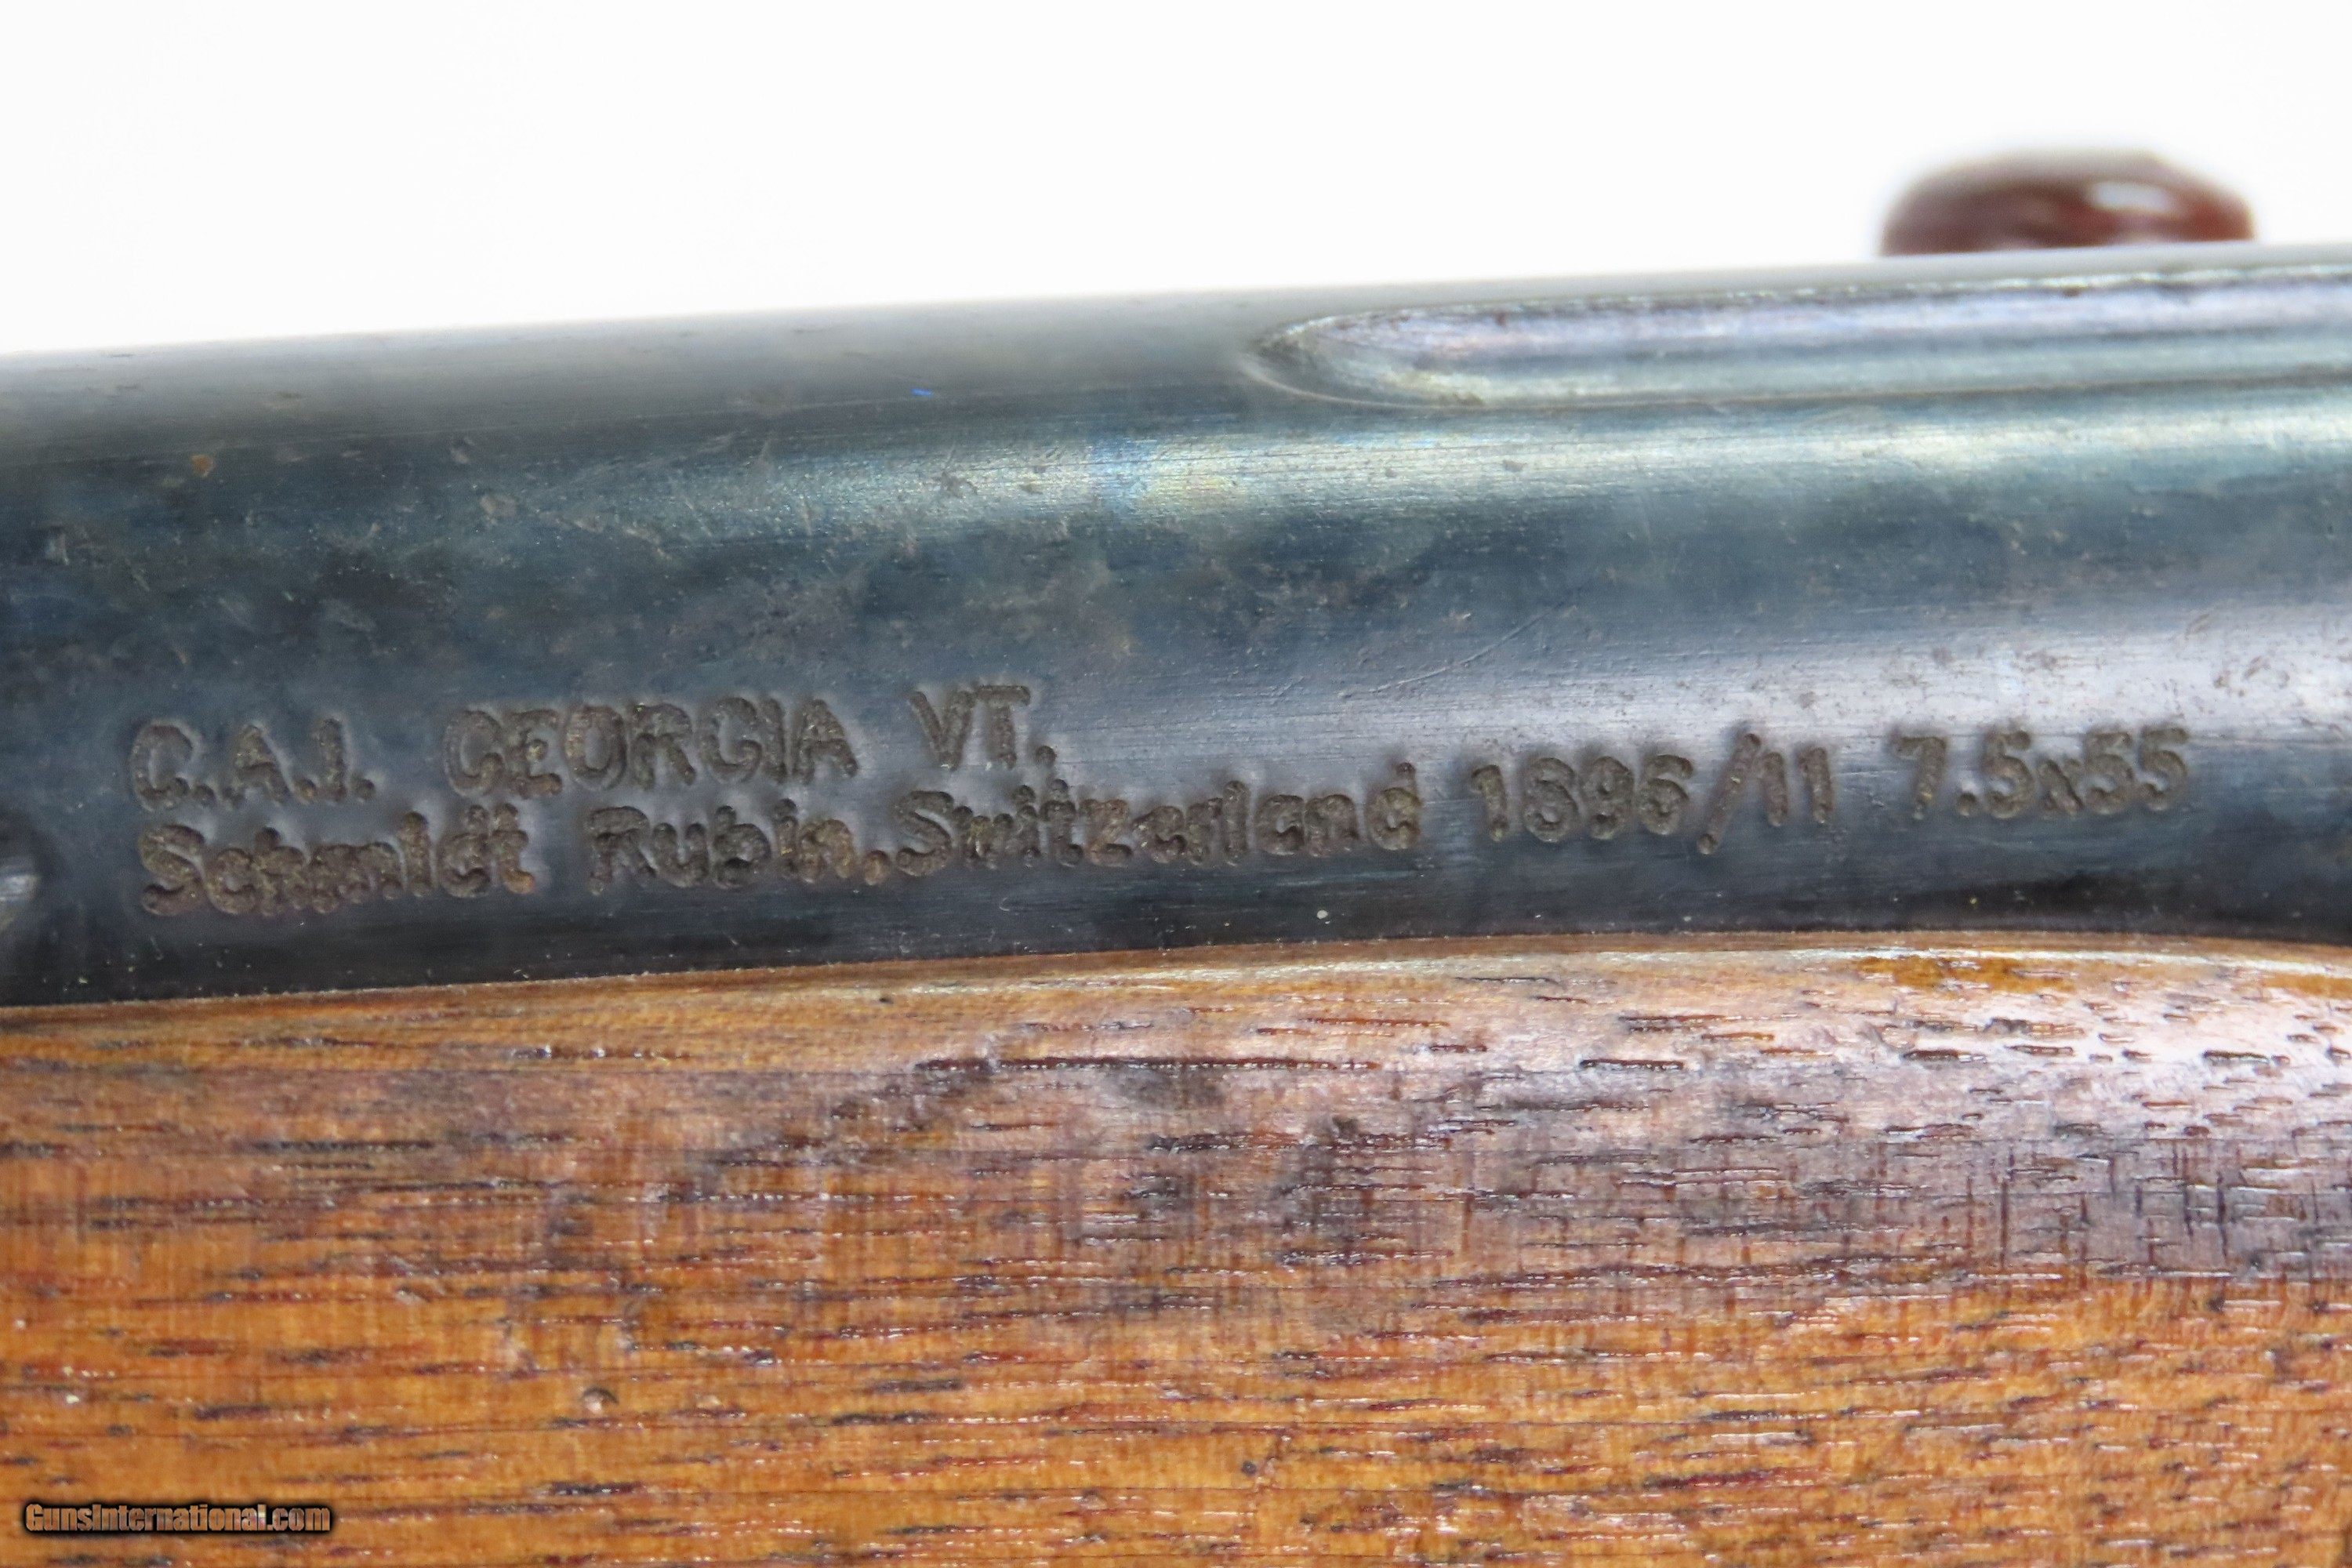 C.A.I. GEORGIA VT.
Schmidt Rubin,Switzerland 1896/11 7.5x55
GunsInternational.com